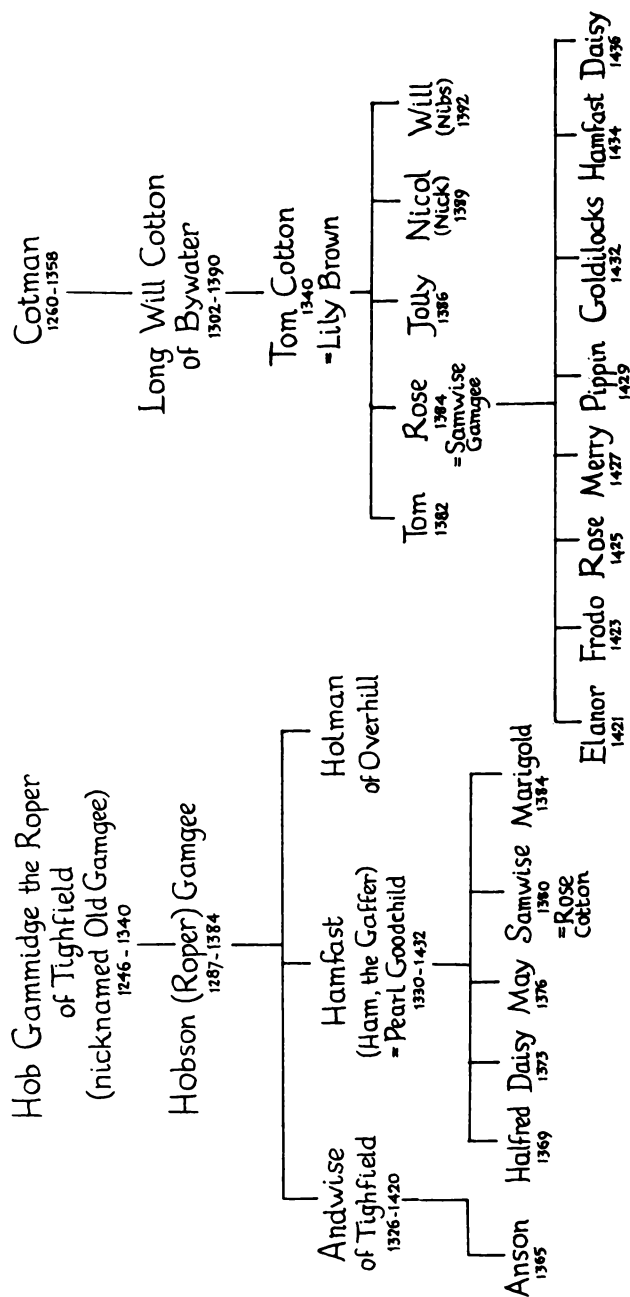 Hob Gammidge the Roper
of Tighfield
(nicknamed Old Gamgee)
1246-1340
Hobson (Roper) Gamgee
1287-1384
Andwise
of Tighfield
1326-1420
Hamfast
(Ham, the Gaffer)
= Pearl Goodchild
1330-1432
Holman
of Overhill
Anson
1365
Halfred
1369
Daisy
1373
May
1376
Samwise
1380
=Rose
Cotton
Marigold
1384
Cotman
1260-1358
Long Will Cotton
of Bywater
1302-1390
Tom Cotton
1340
=Lily Brown
Tom
1382
Rose
1384
=Samwise
Gamgee
Jolly
1386
Nicol
(Nick)
1389
Will
(Nibs)
1392
Elanor
1421
Frodo
1423
Rose
1425
Merry
1427
Pippin
1429
Goldilocks
1432
Hamfast
1434
Daisy
1436